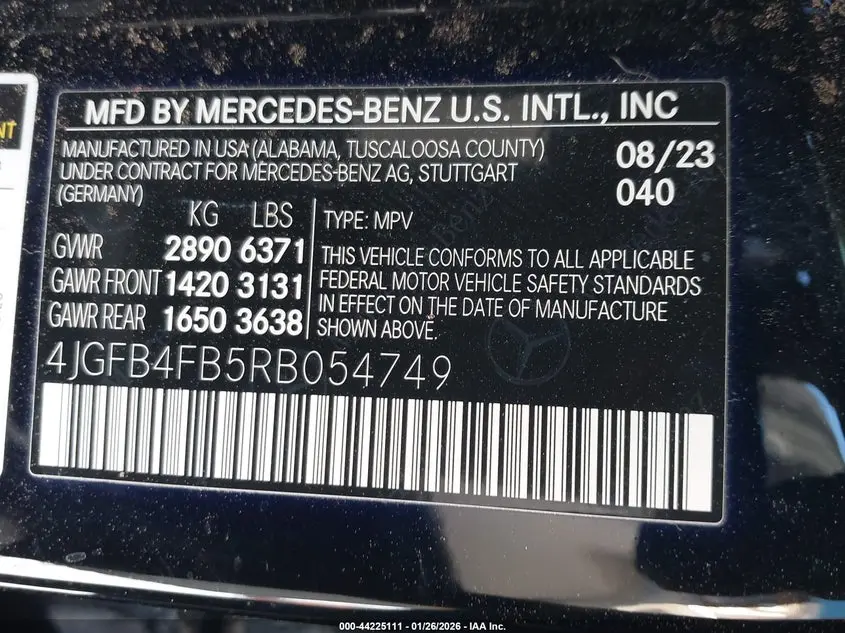 MFD BY MERCEDES-BENZ U.S. INTL., INC
MANUFACTURED IN USA (ALABAMA, TUSCALOOSA COUNTY)
UNDER CONTRACT FOR MERCEDES-BENZ AG, STUTTGART
(GERMANY)
08/23
040
KG LBS
GVWR 2890 6371
GAWR FRONT 1420 3131
GAWR REAR 1650 3638
TYPE: MPV
THIS VEHICLE CONFORMS TO ALL APPLICABLE
FEDERAL MOTOR VEHICLE SAFETY STANDARDS
IN EFFECT ON THE DATE OF MANUFACTURE
SHOWN ABOVE.
4JGFB4FB5RB054749
000-44225111 - 01/26/2026 - IAA Inc.